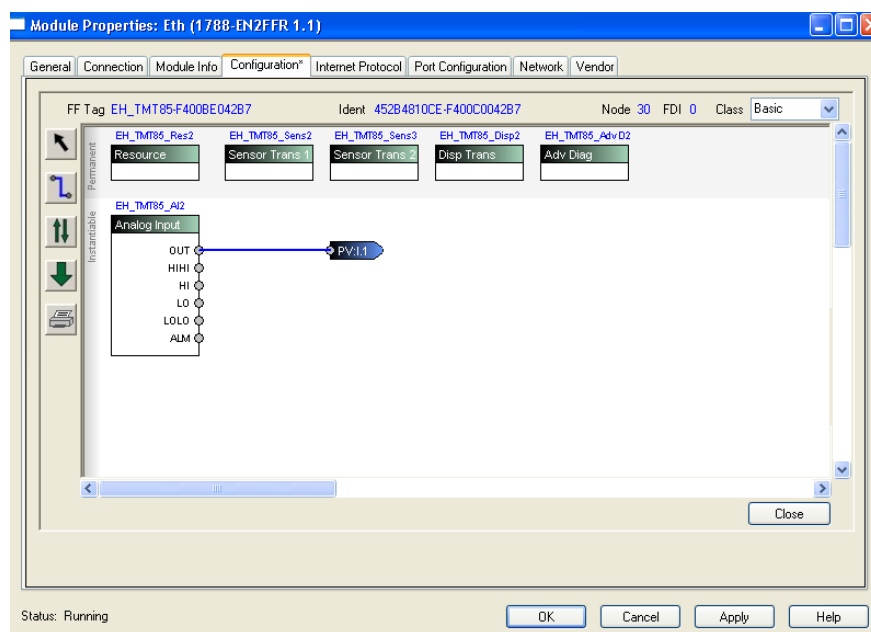 Module Properties: Eth (1788-EN2FFR 1.1)
General Connection Module Info Configuration* Internet Protocol Port Configuration Network Vendor
FF Tag EH_TMT85-F400BE042B7 Ident 452B4810CE-F400C0042B7 Node 30 FDI 0 Class Basic
Permanent
EH_TMT85_Res2 EH_TMT85_Sens2 EH_TMT85_Sens3 EH_TMT85_Disp2 EH_TMT85_AdvD2
Resource Sensor Trans 1 Sensor Trans 2 Disp Trans Adv Diag
Instantiable
EH_TMT85_AI2
Analog Input
OUT PV:I.1
HIHI
HI
LO
LOLO
ALM
Close
Status: Running OK Cancel Apply Help